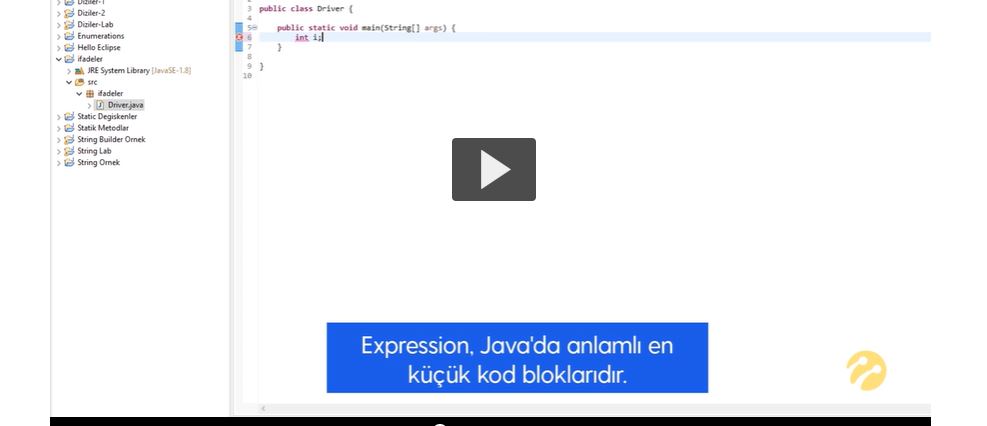 Diziler-1
Diziler-2
Diziler-Lab
Enumerations
Hello Eclipse
ifadeler
JRE System Library [JavaSE-1.8]
src
ifadeler
Driver.java
Static Degiskenler
Statik Metodlar
String Builder Ornek
String Lab
String Ornek
3 public class Driver {
4
5 public static void main(String[] args) {
6 int i;
7 }
8
9 }
10
Expression, Java'da anlamlı en
küçük kod bloklarıdır.